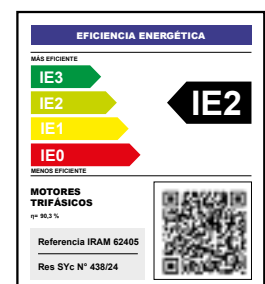 EFICIENCIA ENERGÉTICA
MÁS EFICIENTE
IE3
IE2
IE2
IE1
IE0
MENOS EFICIENTE
MOTORES
TRIFÁSICOS
η= 90,3 %
Referencia IRAM 62405
Res SYc N° 438/24